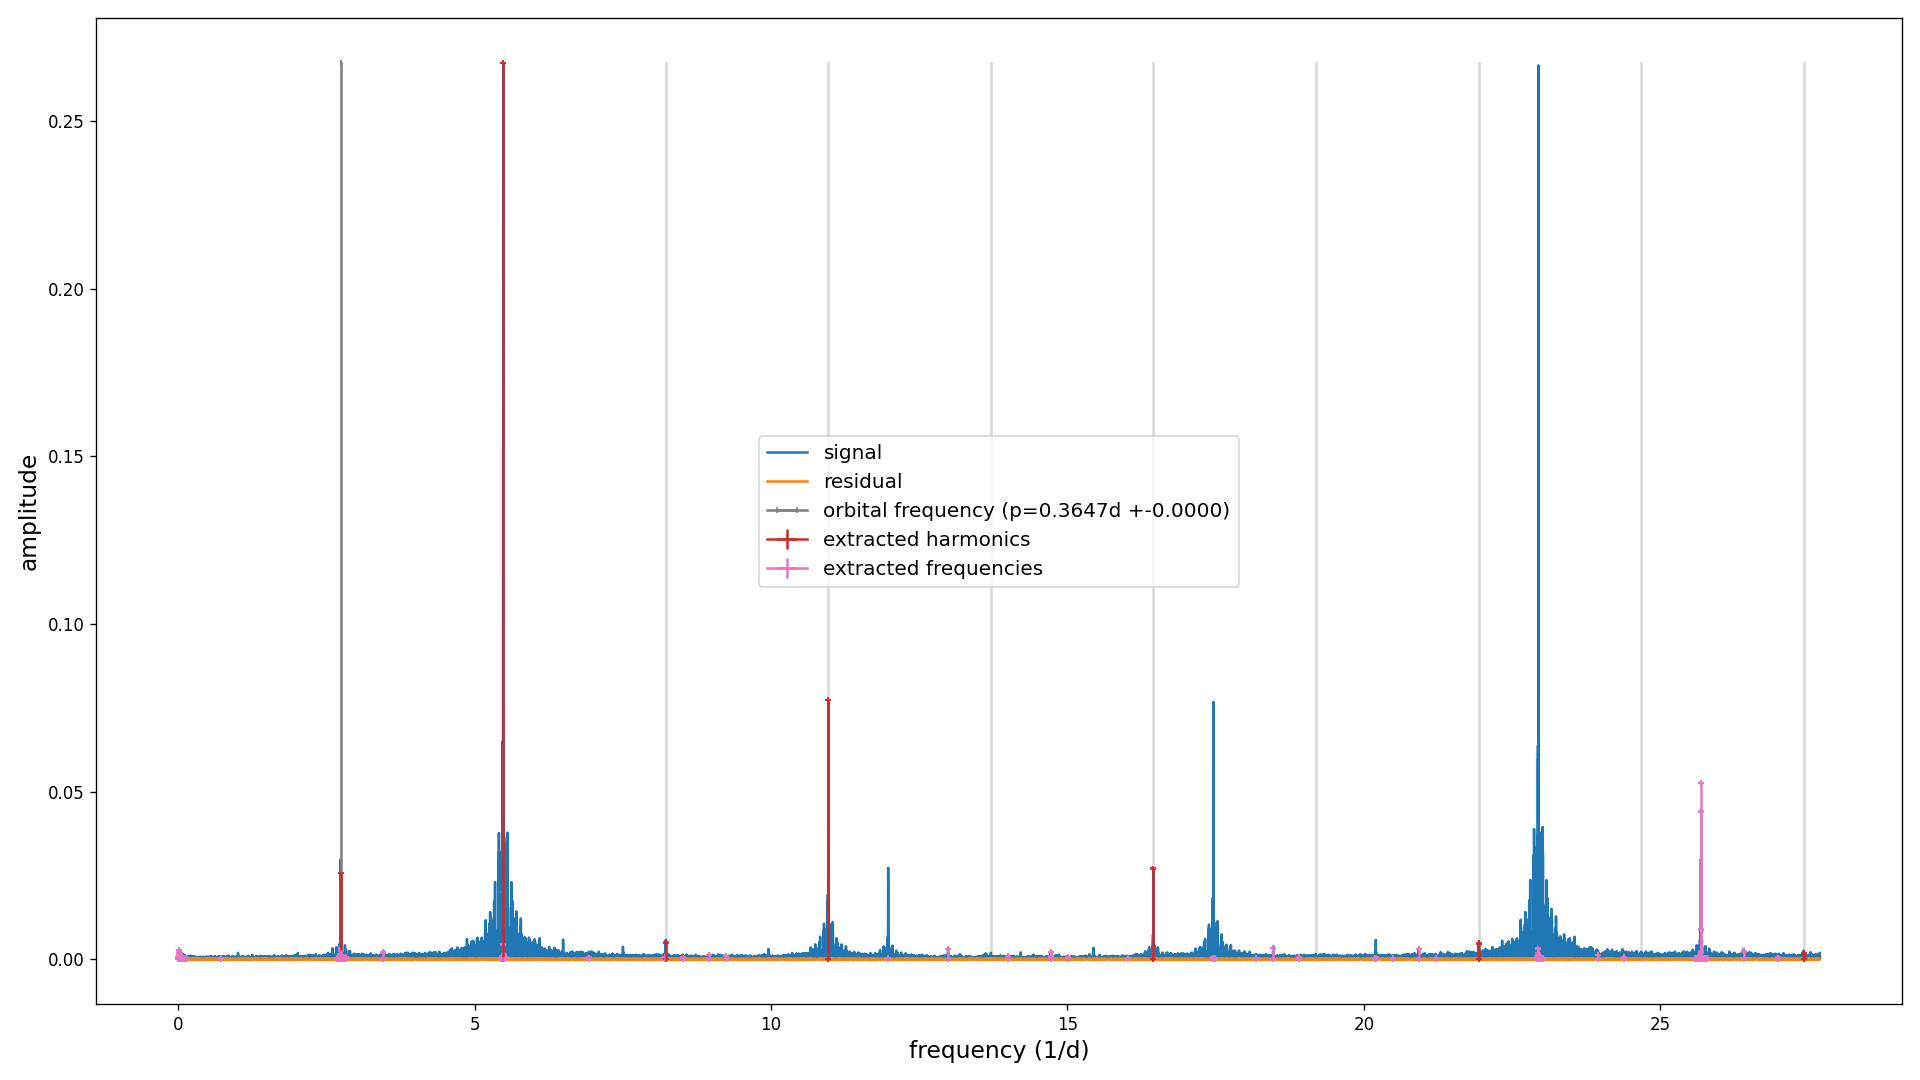 amplitude
0.25
0.20
0.15
0.10
0.05
0.00
signal
residual
orbital frequency (p=0.3647d +-0.0000)
extracted harmonics
extracted frequencies
0 5 10 15 20 25
frequency (1/d)